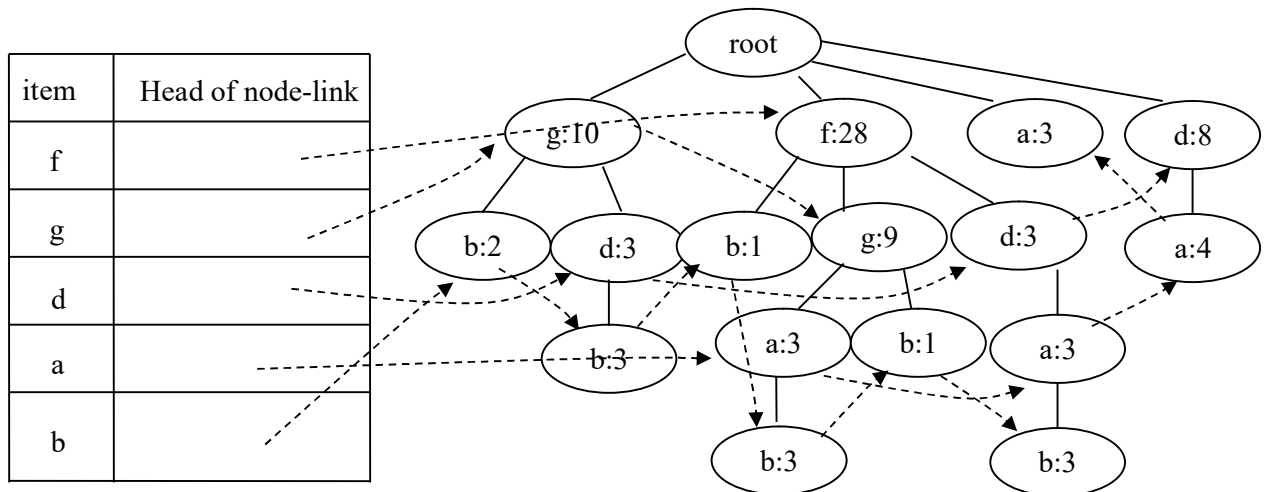 root
item Head of node-link
g:10 f:28 a:3 d:8
f
g
b:2 d:3 b:1 g:9 d:3 a:4
d
a
b:3 a:3 b:1 a:3
b
b:3 b:3